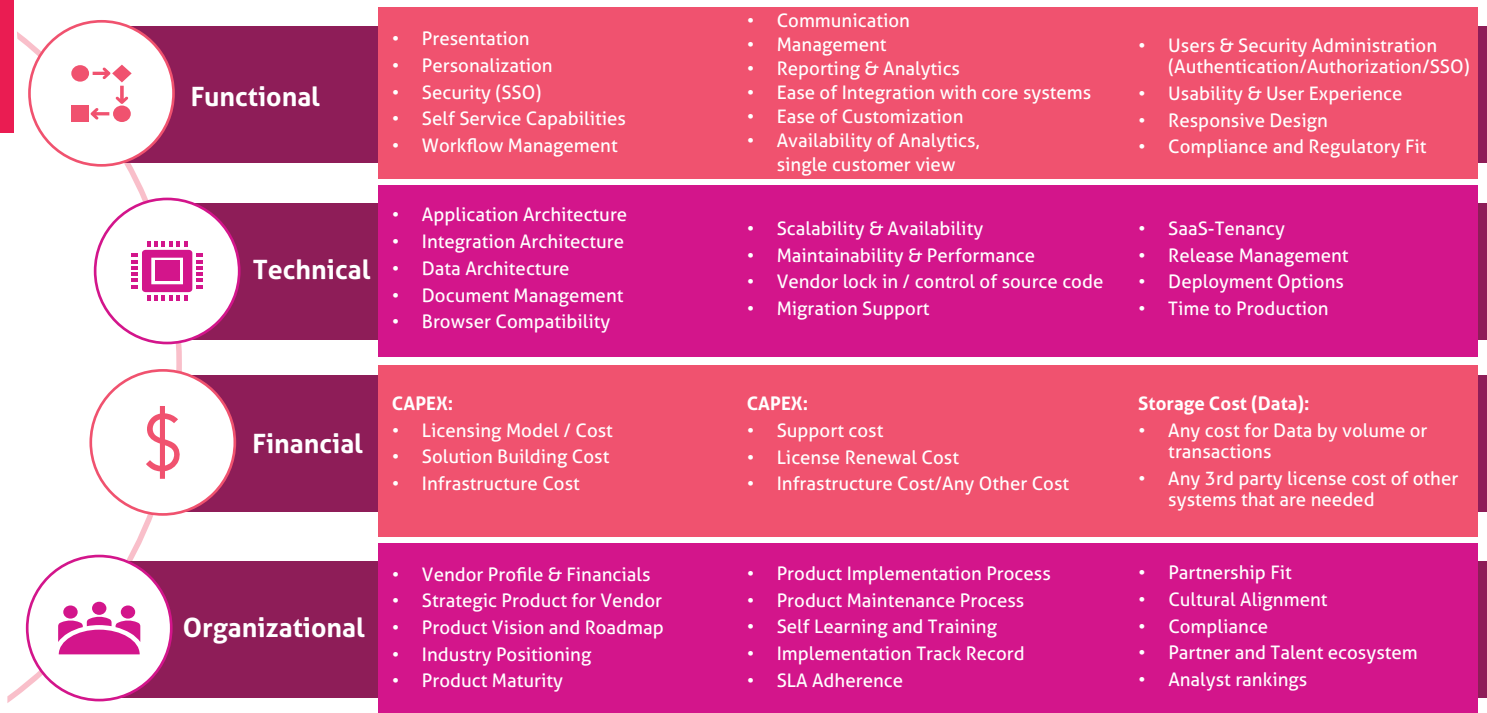 Functional
• Presentation
• Personalization
• Security (SSO)
• Self Service Capabilities
• Workflow Management
• Communication
• Management
• Reporting & Analytics
• Ease of Integration with core systems
• Ease of Customization
• Availability of Analytics,
single customer view
• Users & Security Administration
(Authentication/Authorization/SSO)
• Usability & User Experience
• Responsive Design
• Compliance and Regulatory Fit
Technical
• Application Architecture
• Integration Architecture
• Data Architecture
• Document Management
• Browser Compatibility
• Scalability & Availability
• Maintainability & Performance
• Vendor lock in / control of source code
• Migration Support
• SaaS-Tenancy
• Release Management
• Deployment Options
• Time to Production
$
Financial
CAPEX:
• Licensing Model / Cost
• Solution Building Cost
• Infrastructure Cost
CAPEX:
• Support cost
• License Renewal Cost
• Infrastructure Cost/Any Other Cost
Storage Cost (Data):
• Any cost for Data by volume or
transactions
• Any 3rd party license cost of other
systems that are needed
Organizational
• Vendor Profile & Financials
• Strategic Product for Vendor
• Product Vision and Roadmap
• Industry Positioning
• Product Maturity
• Product Implementation Process
• Product Maintenance Process
• Self Learning and Training
• Implementation Track Record
• SLA Adherence
• Partnership Fit
• Cultural Alignment
• Compliance
• Partner and Talent ecosystem
• Analyst rankings